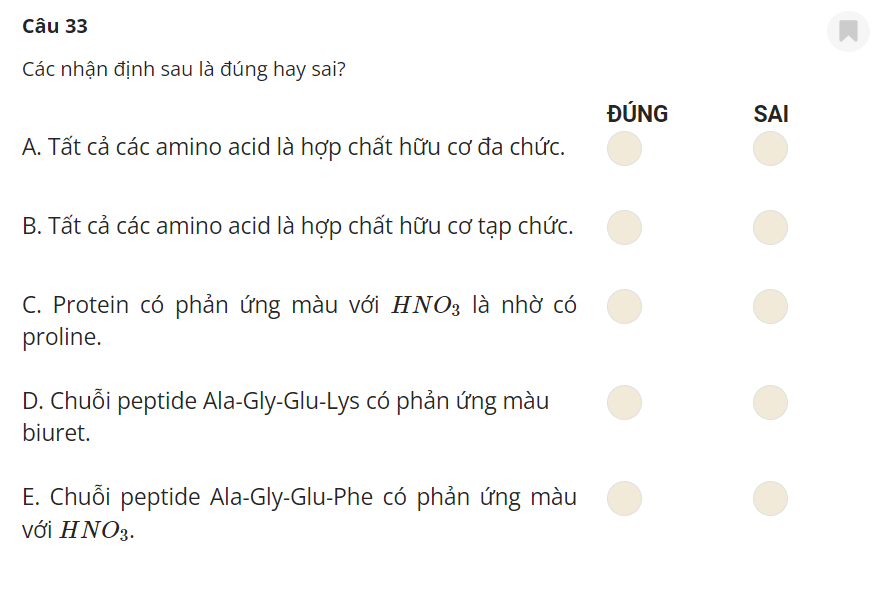 Câu 33
Các nhận định sau là đúng hay sai?
ĐÚNG SAI
A. Tất cả các amino acid là hợp chất hữu cơ đa chức.
B. Tất cả các amino acid là hợp chất hữu cơ tạp chức.
C. Protein có phản ứng màu với HNO₃ là nhờ có
proline.
D. Chuỗi peptide Ala-Gly-Glu-Lys có phản ứng màu
biuret.
E. Chuỗi peptide Ala-Gly-Glu-Phe có phản ứng màu
với HNO₃.